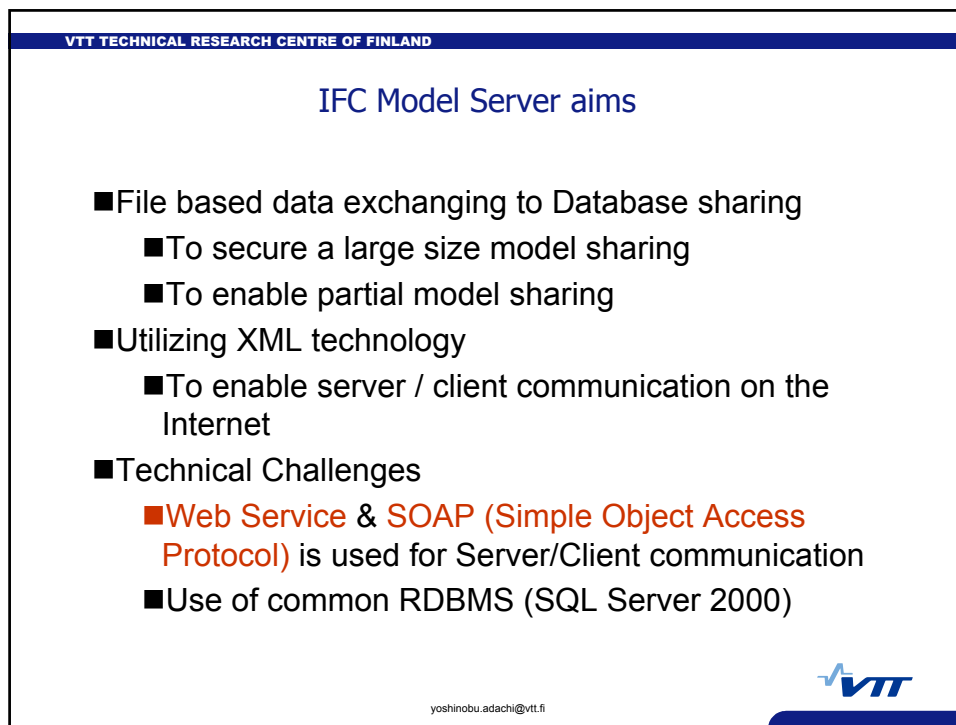 VTT TECHNICAL RESEARCH CENTRE OF FINLAND
IFC Model Server aims
■File based data exchanging to Database sharing
■To secure a large size model sharing
■To enable partial model sharing
■Utilizing XML technology
■To enable server / client communication on the
Internet
■Technical Challenges
■Web Service & SOAP (Simple Object Access
Protocol) is used for Server/Client communication
■Use of common RDBMS (SQL Server 2000)
VTT
yoshinobu.adachi@vtt.fi